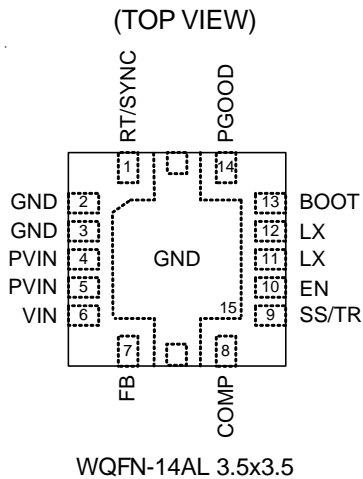 (TOP VIEW)
RT/SYNC
PGOOD
1
14
GND 2
13 BOOT
GND 3
12 LX
PVIN 4
GND
11 LX
PVIN 5
10 EN
VIN 6
15
9 SS/TR
7
8
FB
COMP
WQFN-14AL 3.5x3.5